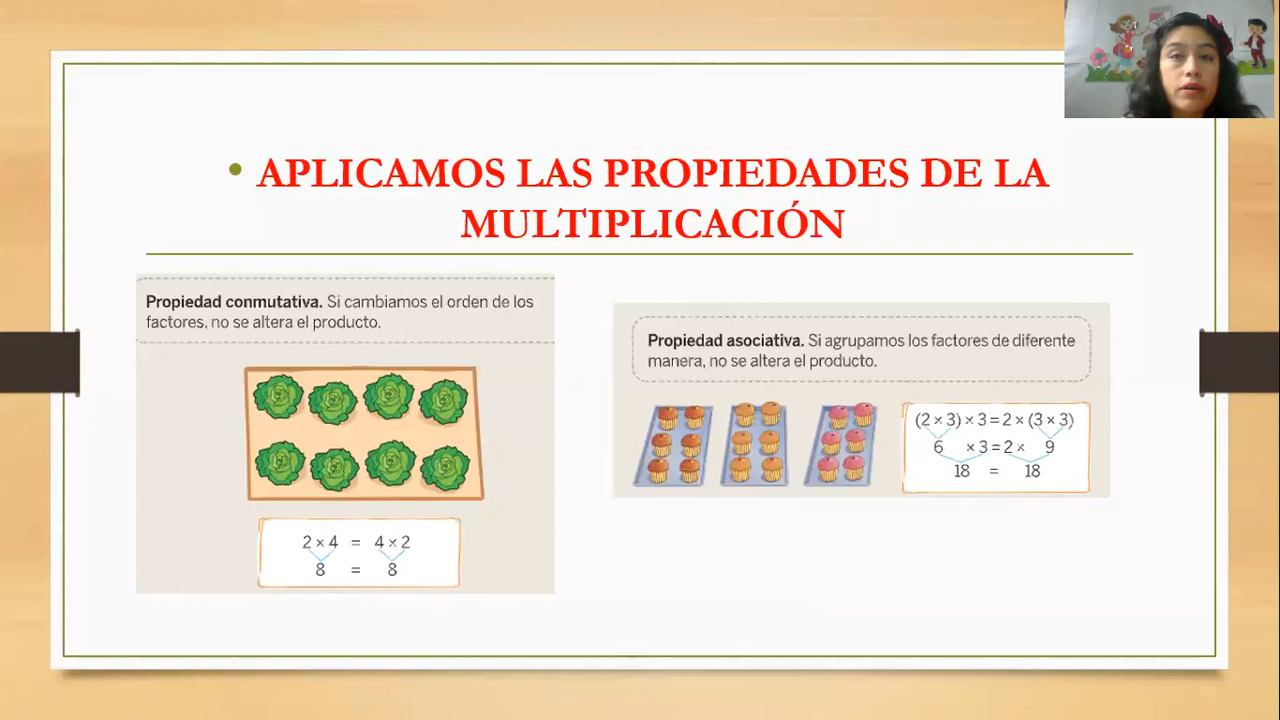 • APLICAMOS LAS PROPIEDADES DE LA
MULTIPLICACIÓN
Propiedad conmutativa. Si cambiamos el orden de los
factores, no se altera el producto.
2 × 4 = 4 × 2
8 = 8
Propiedad asociativa. Si agrupamos los factores de diferente
manera, no se altera el producto.
(2 × 3) × 3 = 2 × (3 × 3)
6 × 3 = 2 × 9
18 = 18